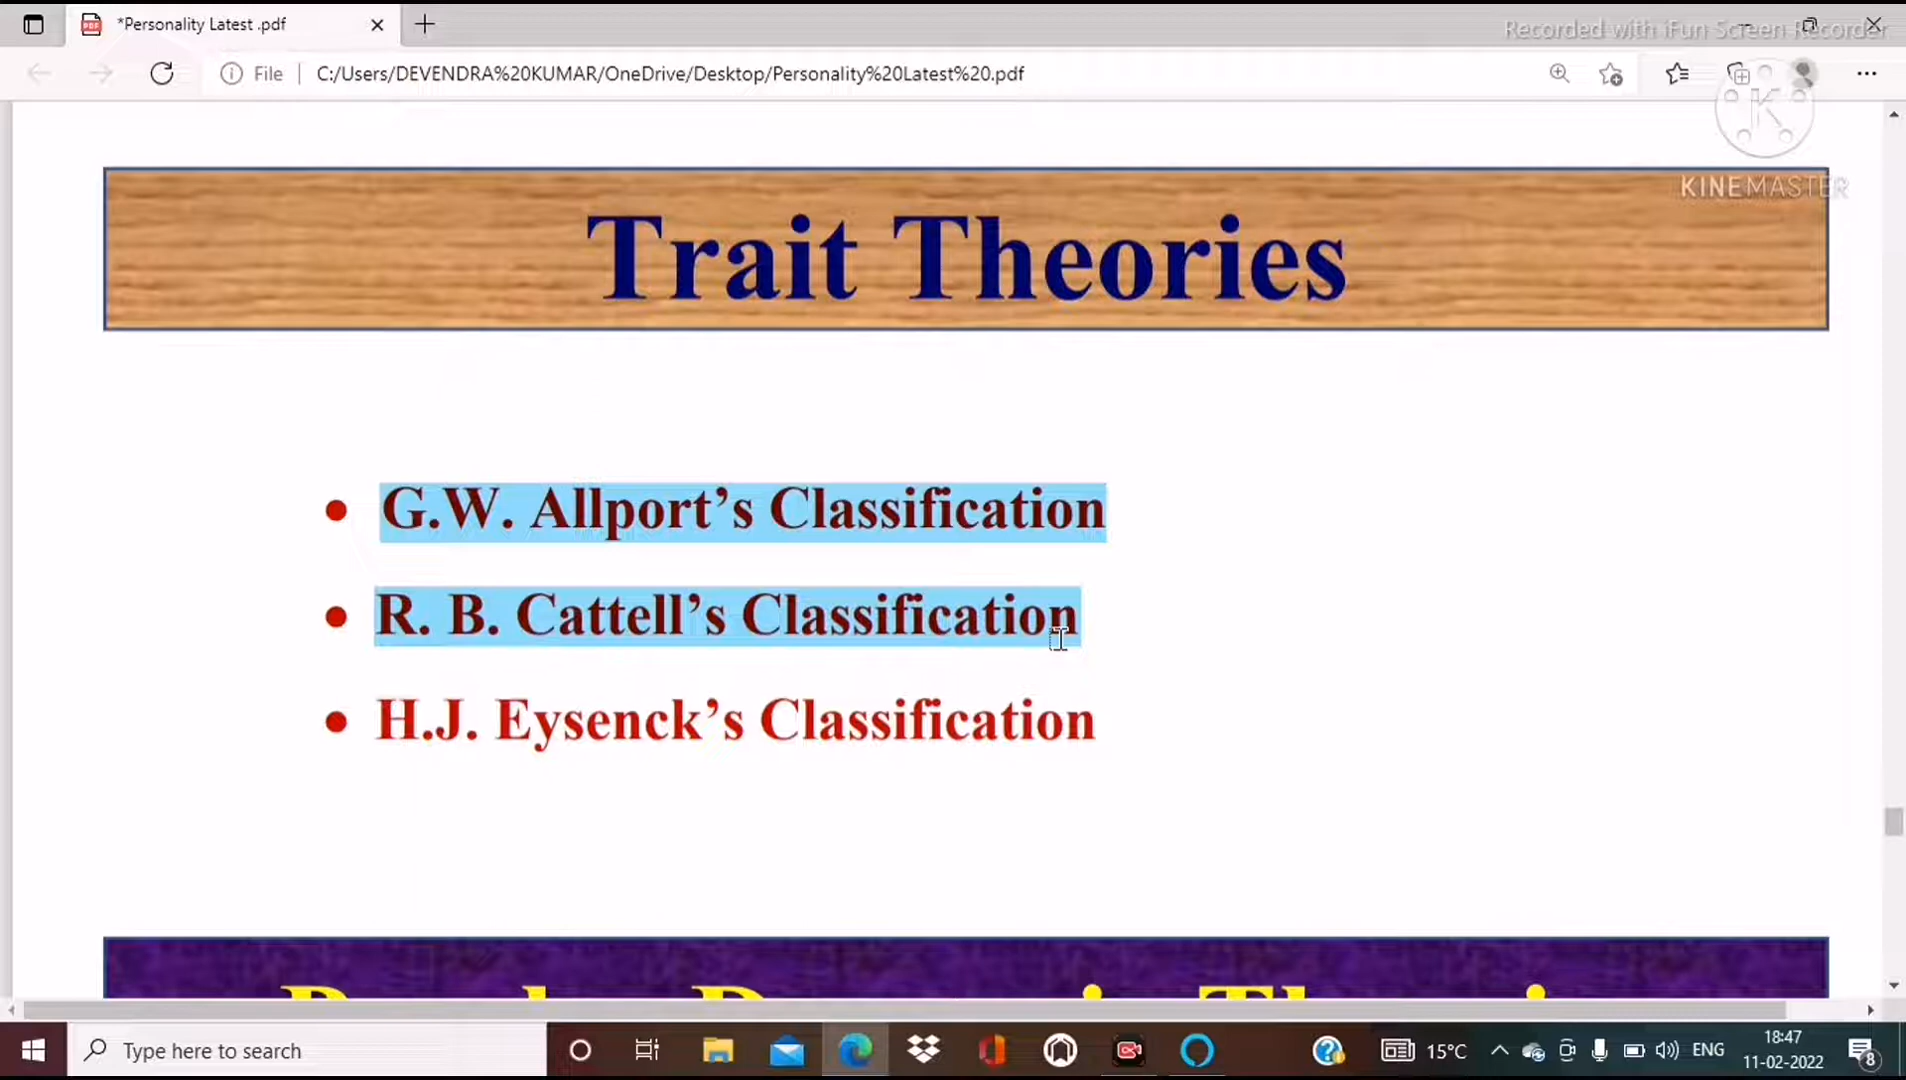 *Personality Latest .pdf
Recorded with iFun Screen Recorder
File
C:/Users/DEVENDRA%20KUMAR/OneDrive/Desktop/Personality%20Latest%20.pdf
K
KINEMASTER
Trait Theories
• G.W. Allport’s Classification
• R. B. Cattell’s Classification
• H.J. Eysenck’s Classification
Type here to search
15°C
ENG
18:47
11-02-2022
8